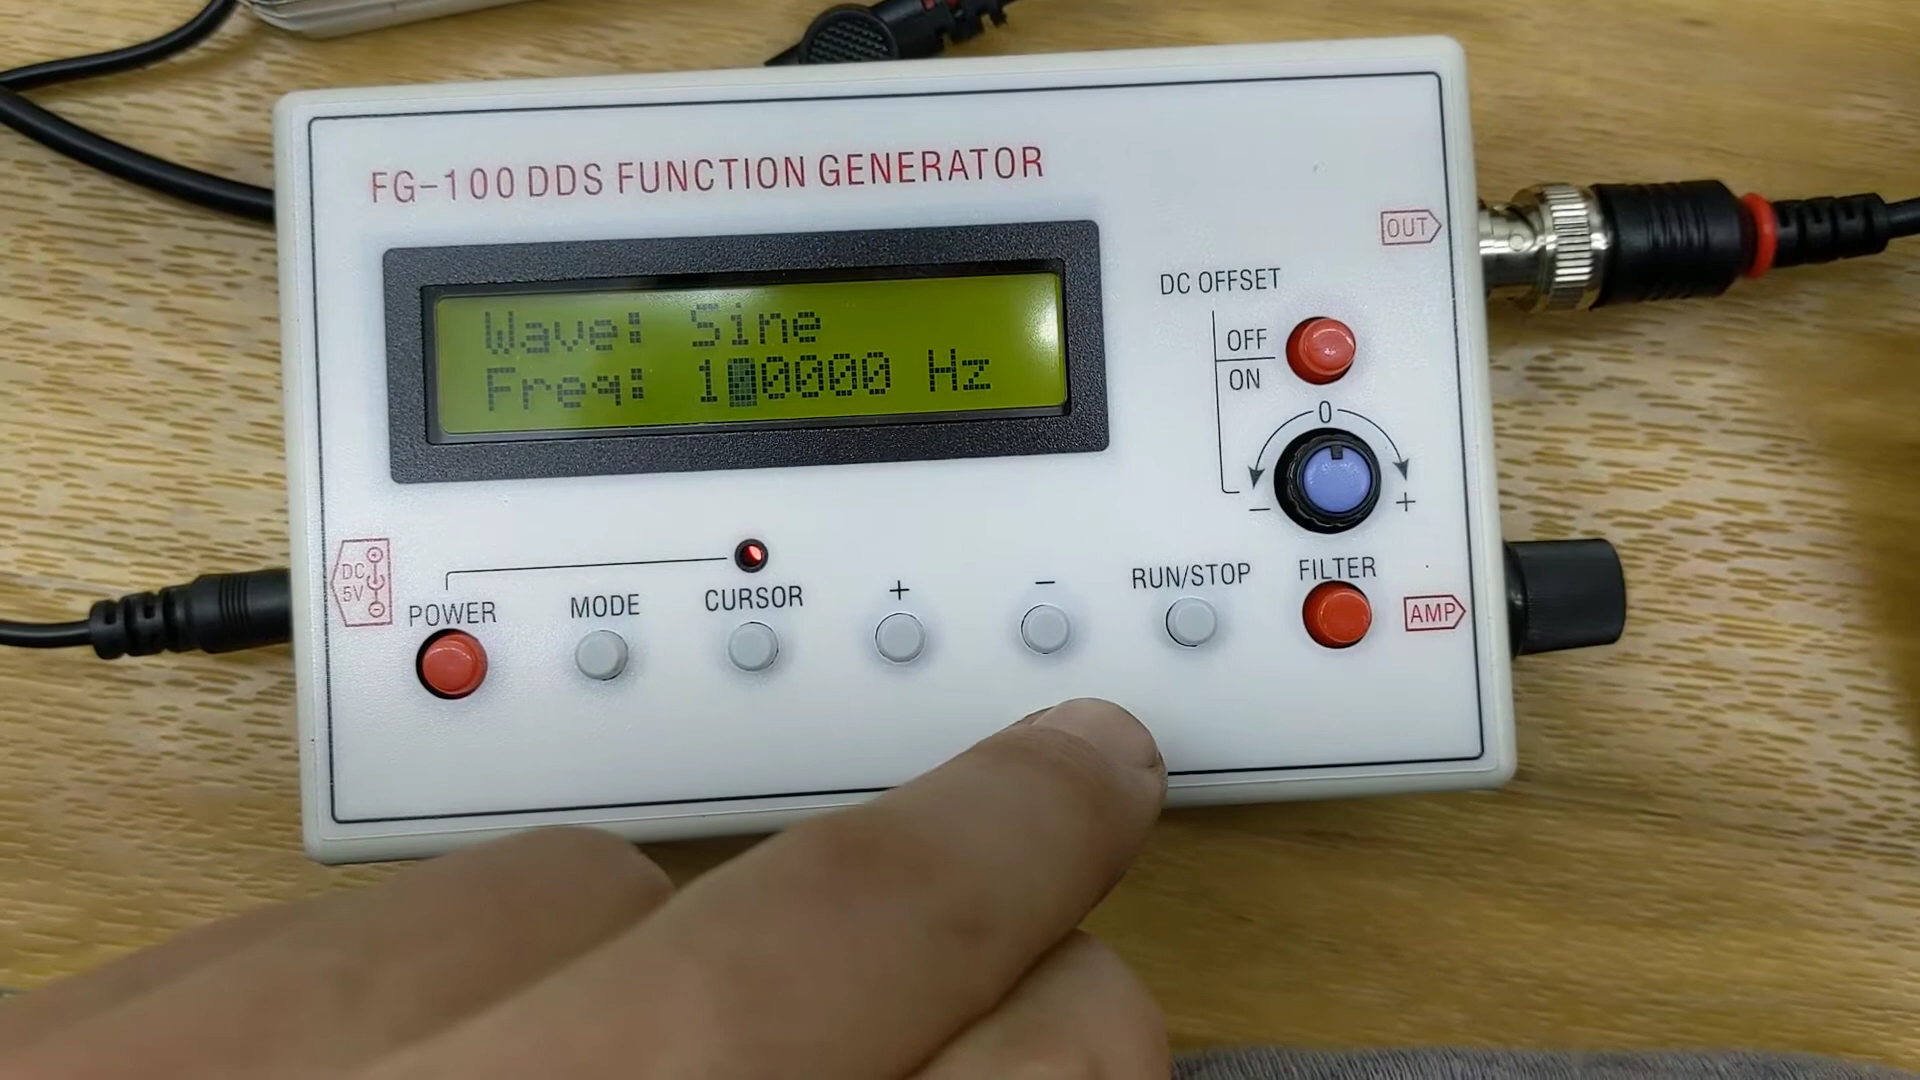 FG-100 DDS FUNCTION GENERATOR
OUT
Wave: Sine
Freq: 100000 Hz
DC OFFSET
OFF
ON
0
- +
DC
5V
POWER
MODE
CURSOR
+
-
RUN/STOP
FILTER
AMP